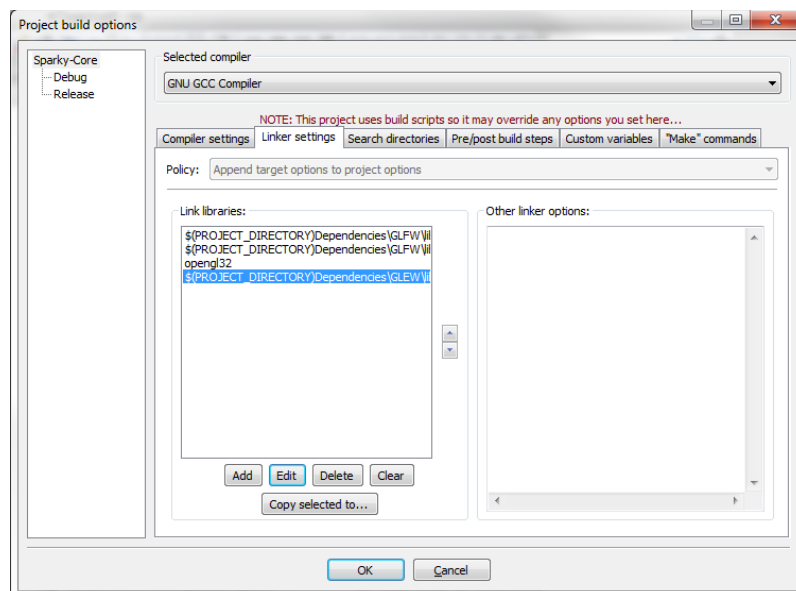 Project build options
Sparky-Core
Debug
Release
Selected compiler
GNU GCC Compiler
NOTE: This project uses build scripts so it may override any options you set here...
Compiler settings
Linker settings
Search directories
Pre/post build steps
Custom variables
"Make" commands
Policy:
Append target options to project options
Link libraries:
$(PROJECT_DIRECTORY)Dependencies\GLFW\
$(PROJECT_DIRECTORY)Dependencies\GLFW\
opengl32
$(PROJECT_DIRECTORY)Dependencies\GLEW\
Other linker options:
Add
Edit
Delete
Clear
Copy selected to...
OK
Cancel